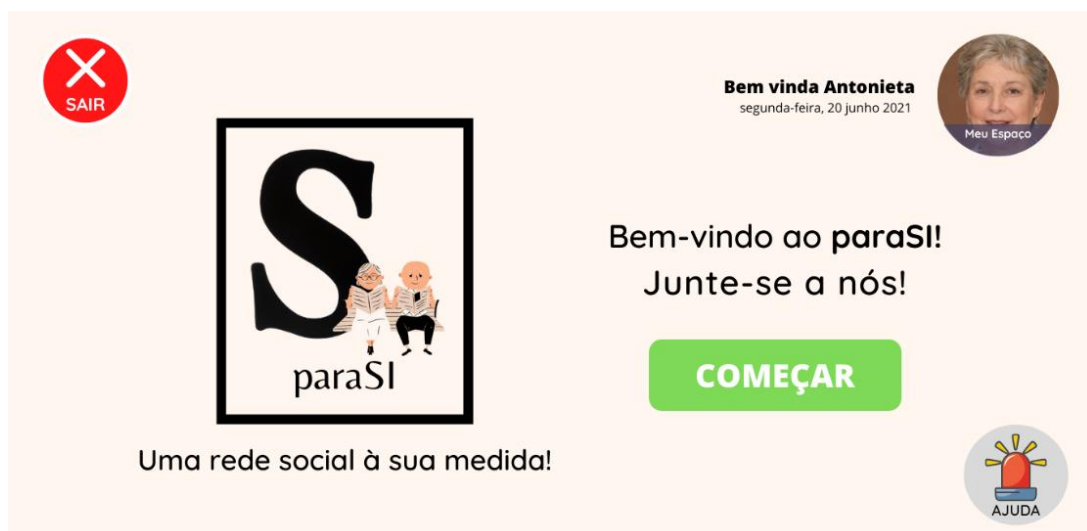 SAIR
Bem vinda Antonieta
segunda-feira, 20 junho 2021
Meu Espaço
S
paraSI
Uma rede social à sua medida!
Bem-vindo ao paraSI!
Junte-se a nós!
COMEÇAR
AJUDA